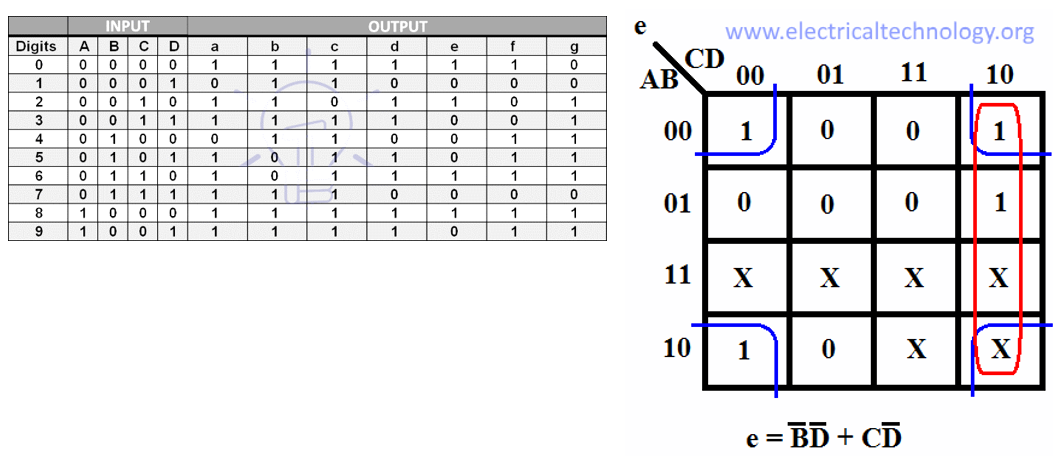 INPUT OUTPUT
Digits A B C D a b c d e f g
0 0 0 0 0 1 1 1 1 1 1 0
1 0 0 0 1 0 1 1 0 0 0 0
2 0 0 1 0 1 1 0 1 1 0 1
3 0 0 1 1 1 1 1 1 0 0 1
4 0 1 0 0 0 1 1 0 0 1 1
5 0 1 0 1 1 0 1 1 0 1 1
6 0 1 1 0 1 0 1 1 1 1 1
7 0 1 1 1 1 1 1 0 0 0 0
8 1 0 0 0 1 1 1 1 1 1 1
9 1 0 0 1 1 1 1 1 0 1 1
www.electricaltechnology.org
e
CD
AB 00 01 11 10
00 1 0 0 1
01 0 0 0 1
11 X X X X
10 1 0 X X
e = B̅D̅ + CD̅